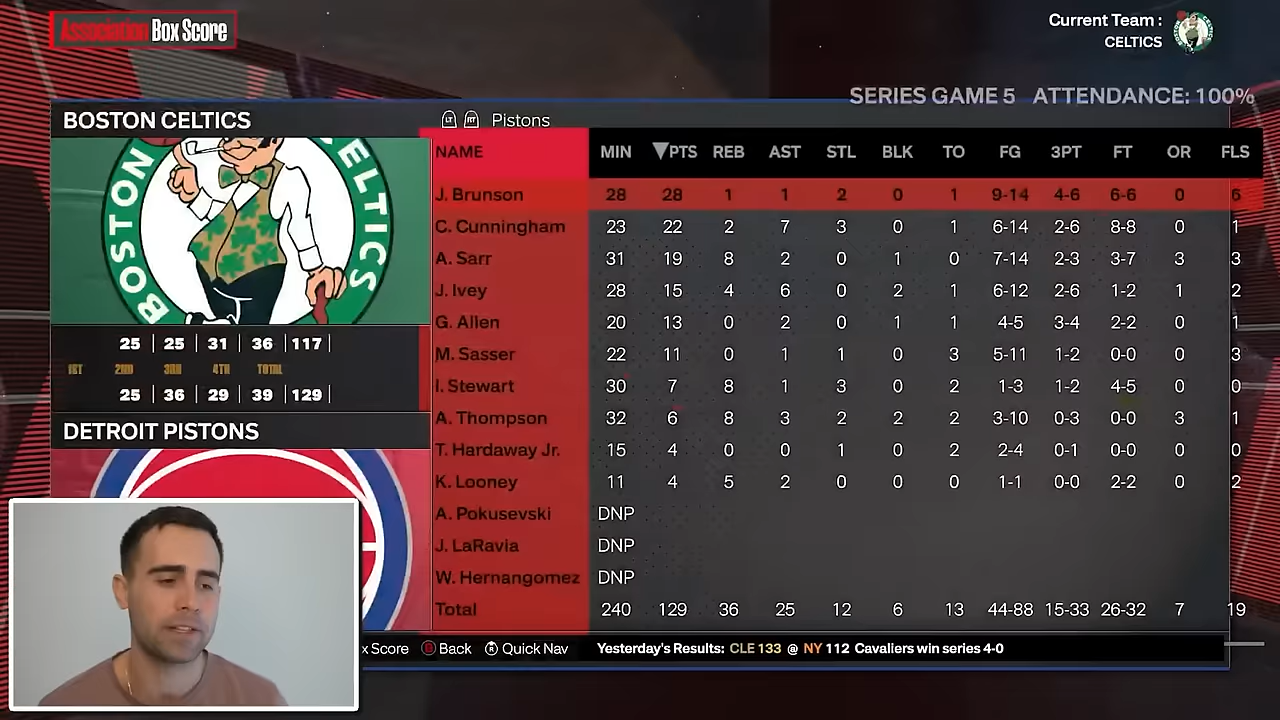 Association Box Score
Current Team :
CELTICS
SERIES GAME 5 ATTENDANCE: 100%
BOSTON CELTICS
BOSTON CELTICS
25 25 31 36 117
1ST 2ND 3RD 4TH TOTAL
25 36 29 39 129
DETROIT PISTONS
LT RT Pistons
NAME MIN PTS REB AST STL BLK TO FG 3PT FT OR FLS
J. Brunson 28 28 1 1 2 0 1 9-14 4-6 6-6 0 6
C. Cunningham 23 22 2 7 3 0 1 6-14 2-6 8-8 0 1
A. Sarr 31 19 8 2 0 1 0 7-14 2-3 3-7 3 3
J. Ivey 28 15 4 6 0 2 1 6-12 2-6 1-2 1 2
G. Allen 20 13 0 2 0 1 1 4-5 3-4 2-2 0 1
M. Sasser 22 11 0 1 1 0 3 5-11 1-2 0-0 0 3
I. Stewart 30 7 8 1 3 0 2 1-3 1-2 4-5 0 0
A. Thompson 32 6 8 3 2 2 2 3-10 0-3 0-0 3 1
T. Hardaway Jr. 15 4 0 0 1 0 2 2-4 0-1 0-0 0 0
K. Looney 11 4 5 2 0 0 0 1-1 0-0 2-2 0 2
A. Pokusevski DNP
J. LaRavia DNP
W. Hernangomez DNP
Total 240 129 36 25 12 6 13 44-88 15-33 26-32 7 19
x Score B Back R Quick Nav Yesterday's Results: CLE 133 @ NY 112 Cavaliers win series 4-0